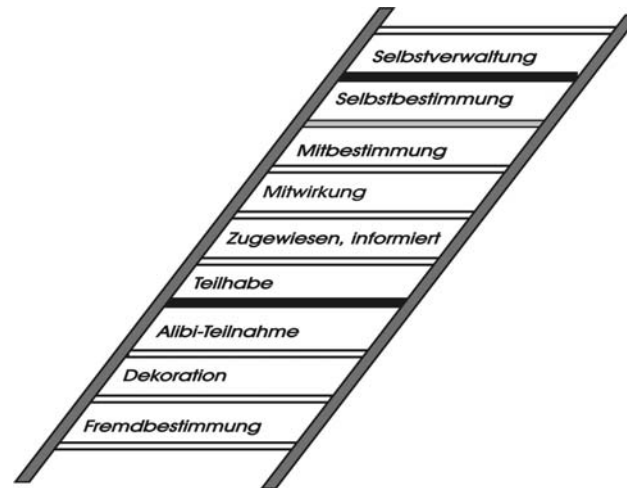 Selbstverwaltung
Selbstbestimmung
Mitbestimmung
Mitwirkung
Zugewiesen, informiert
Teilhabe
Alibi-Teilnahme
Dekoration
Fremdbestimmung